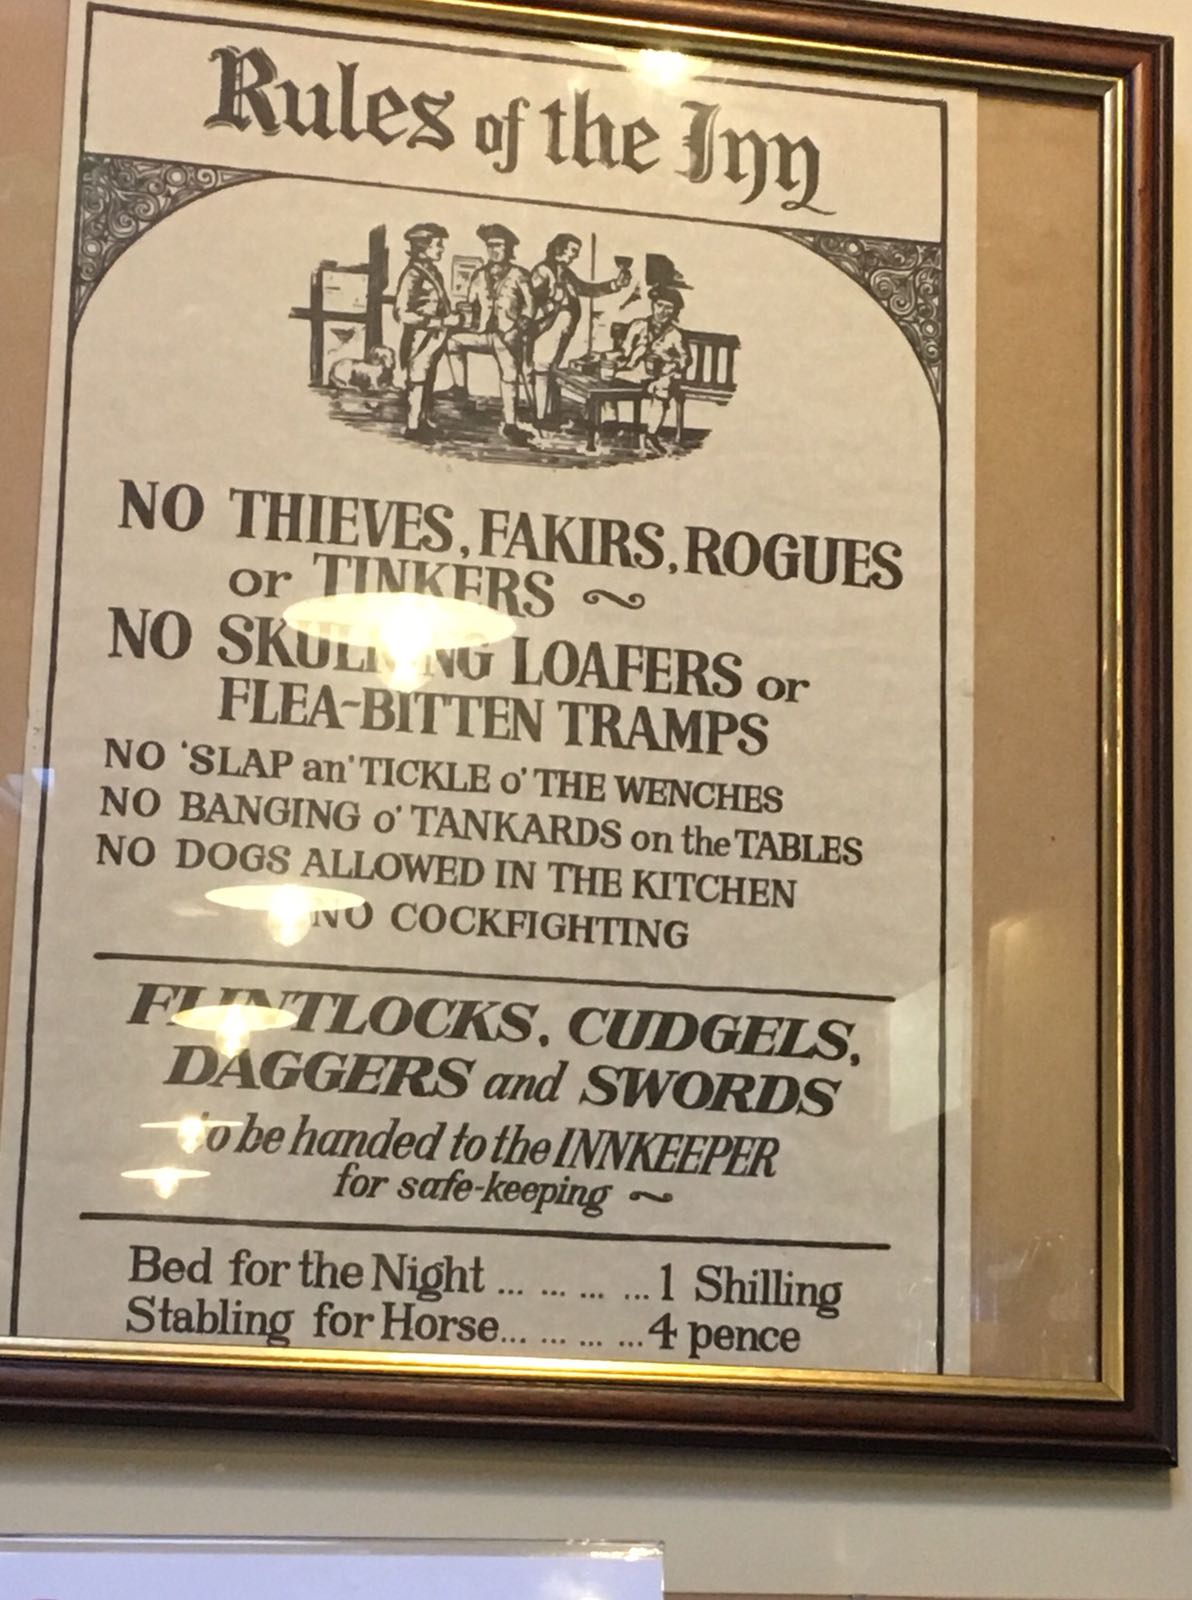 Rules of the Inn
NO THIEVES, FAKIRS, ROGUES
or TINKERS ~
NO SKULKING LOAFERS or
FLEA-BITTEN TRAMPS
NO 'SLAP an' TICKLE o' THE WENCHES
NO BANGING o' TANKARDS on the TABLES
NO DOGS ALLOWED IN THE KITCHEN
NO COCKFIGHTING
FLINTLOCKS, CUDGELS,
DAGGERS and SWORDS
to be handed to the INNKEEPER
for safe-keeping ~
Bed for the Night ... ... ... ... 1 Shilling
Stabling for Horse... ... ... ... 4 pence